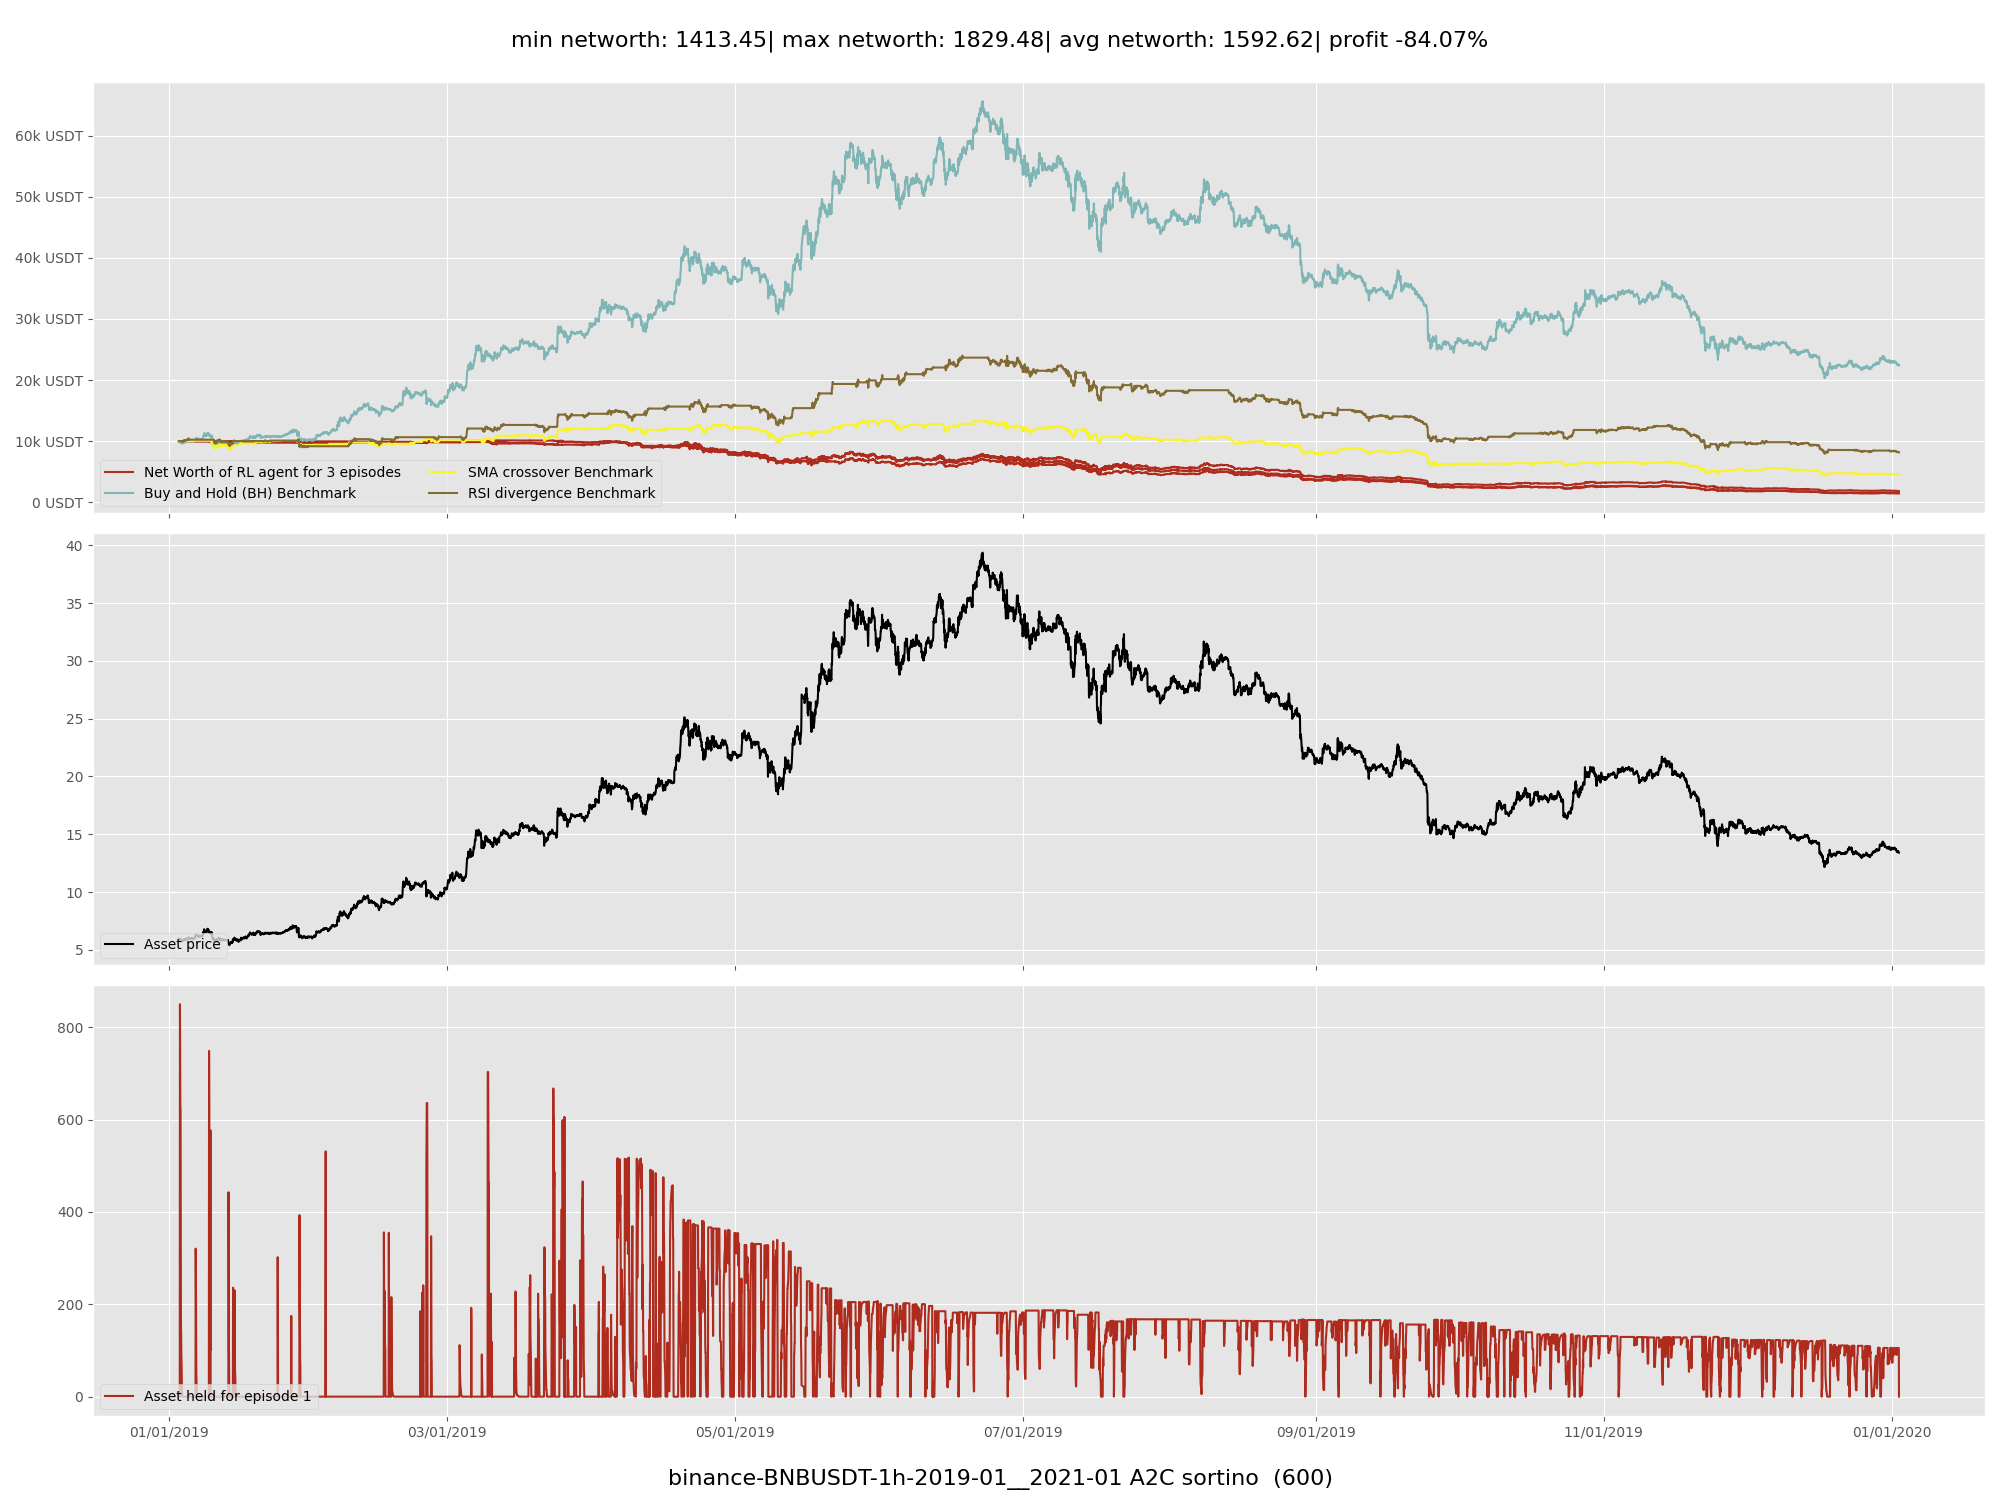 min networth: 1413.45| max networth: 1829.48| avg networth: 1592.62| profit -84.07%
60k USDT
50k USDT
40k USDT
30k USDT
20k USDT
10k USDT
0 USDT
Net Worth of RL agent for 3 episodes
Buy and Hold (BH) Benchmark
SMA crossover Benchmark
RSI divergence Benchmark
40
35
30
25
20
15
10
5
Asset price
800
600
400
200
0
Asset held for episode 1
01/01/2019
03/01/2019
05/01/2019
07/01/2019
09/01/2019
11/01/2019
01/01/2020
binance-BNBUSDT-1h-2019-01__2021-01 A2C sortino  (600)